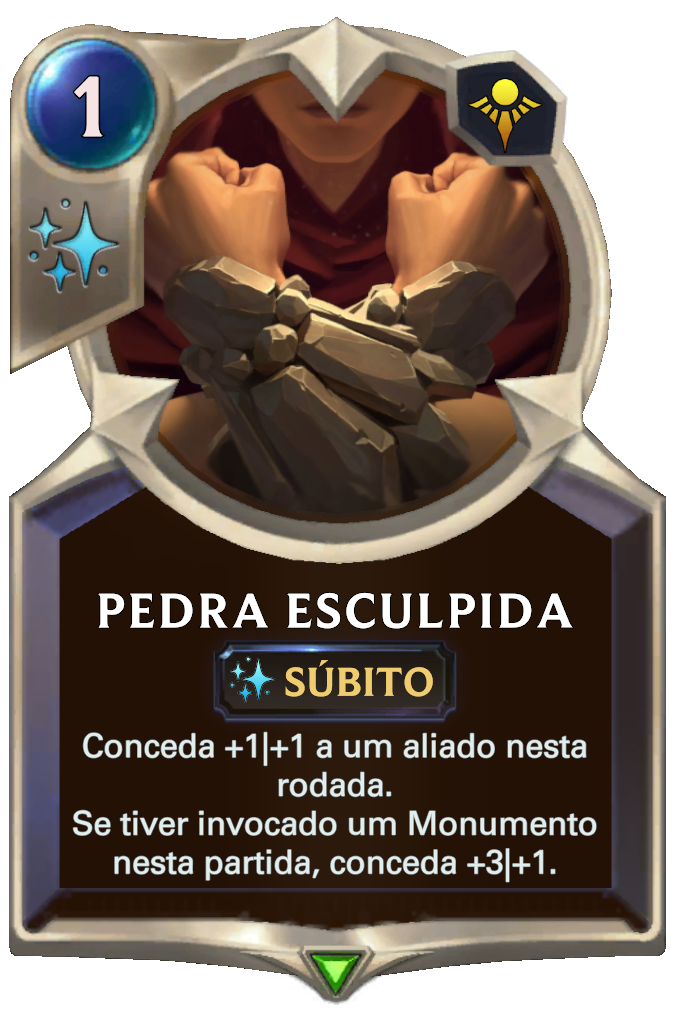 1
PEDRA ESCULPIDA
SÚBITO
Conceda +1|+1 a um aliado nesta
rodada.
Se tiver invocado um Monumento
nesta partida, conceda +3|+1.